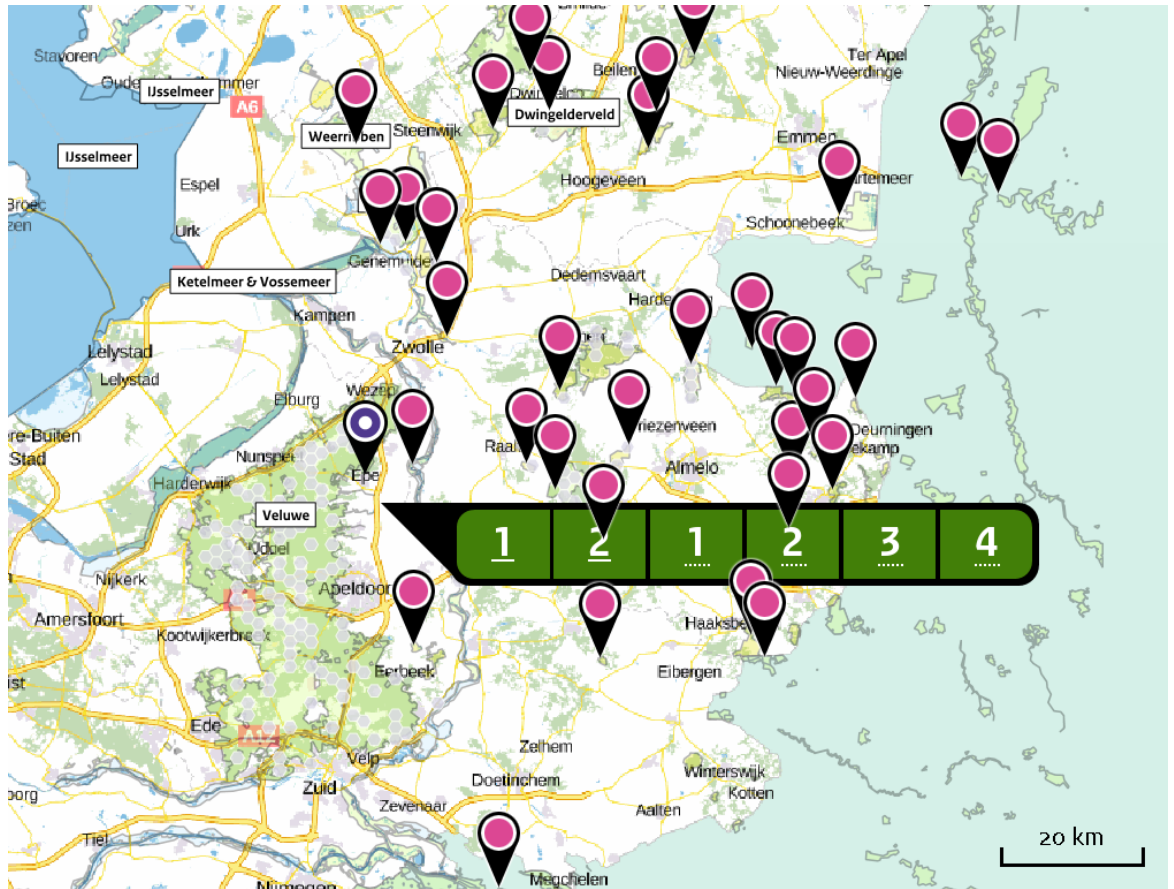 Stavoren
IJsselmeer
A6
Weerribben
Steenwijk
Dwingelderveld
Beilen
Ter Apel
Nieuw-Weerdinge
Emmen
IJsselmeer
Espel
Hoogeveen
Urk
Schoonebeek
Genemuiden
Ketelmeer & Vossemeer
Dedemsvaart
Kampen
Lelystad
Zwolle
Lelystad
Elburg
Wezep
Deurningen
Almelo
Nunspeet
Epe
Harderwijk
Veluwe
1 2 1 2 3 4
Nijkerk
Apeldoorn
Amersfoort
Kootwijkerbroek
Eerbeek
Eibergen
Ede
Velp
Zelhem
Zuid
Doetinchem
Winterswijk
Kotten
Zevenaar
Aalten
Tiel
20 km
Nijmegen
Megchelen